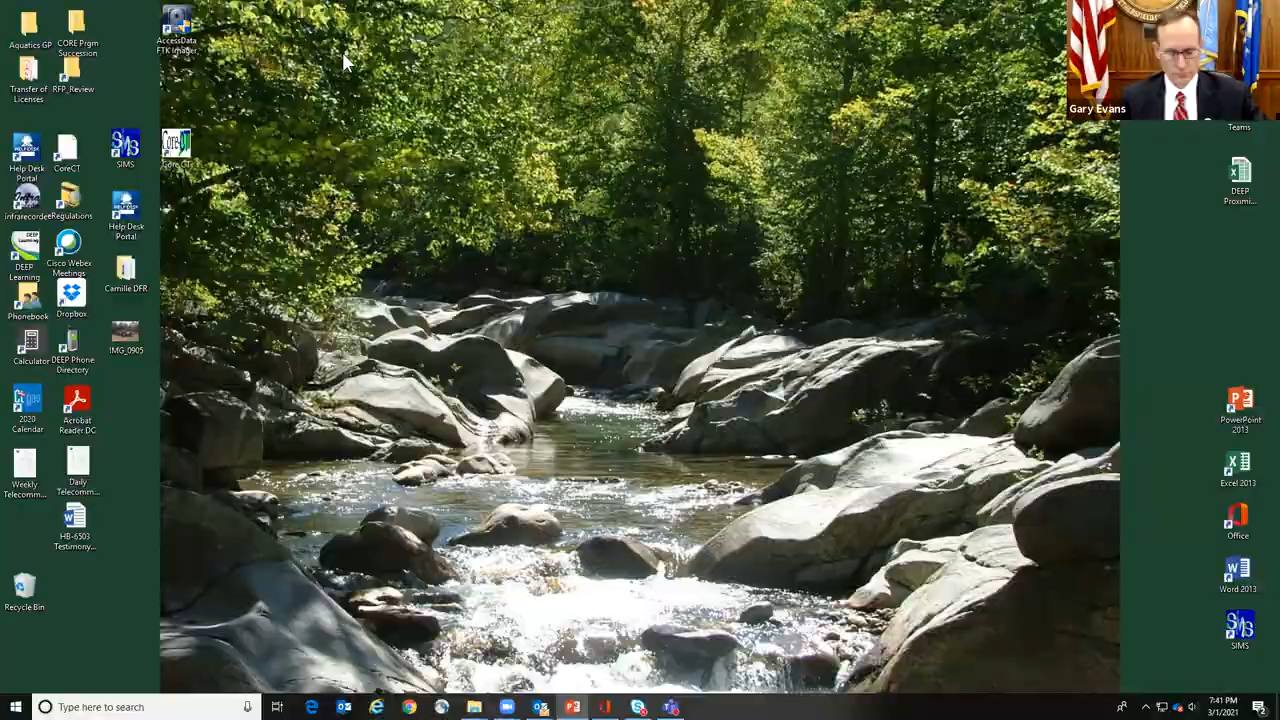 Aquatics GP
CORE Prgm
Succession
AccessData
FTK Imager
Transfer of
Licenses
RFP_Review
Gary Evans
Teams
Help Desk
Portal
CoreCT
SIMS
Core-CT
infrarecorder
Regulations
Help Desk
Portal
DEEP
Proximi...
DEEP
Learning
Cisco Webex
Meetings
Camille DFR
Phonebook
Dropbox
Calculator
DEEP Phone
Directory
IMG_0905
2020
Calendar
Acrobat
Reader DC
PowerPoint
2013
Weekly
Telecomm...
Daily
Telecomm...
Excel 2013
HB-6503
Testimony...
Office
Word 2013
Recycle Bin
SIMS
Type here to search
7:41 PM
3/1/2021